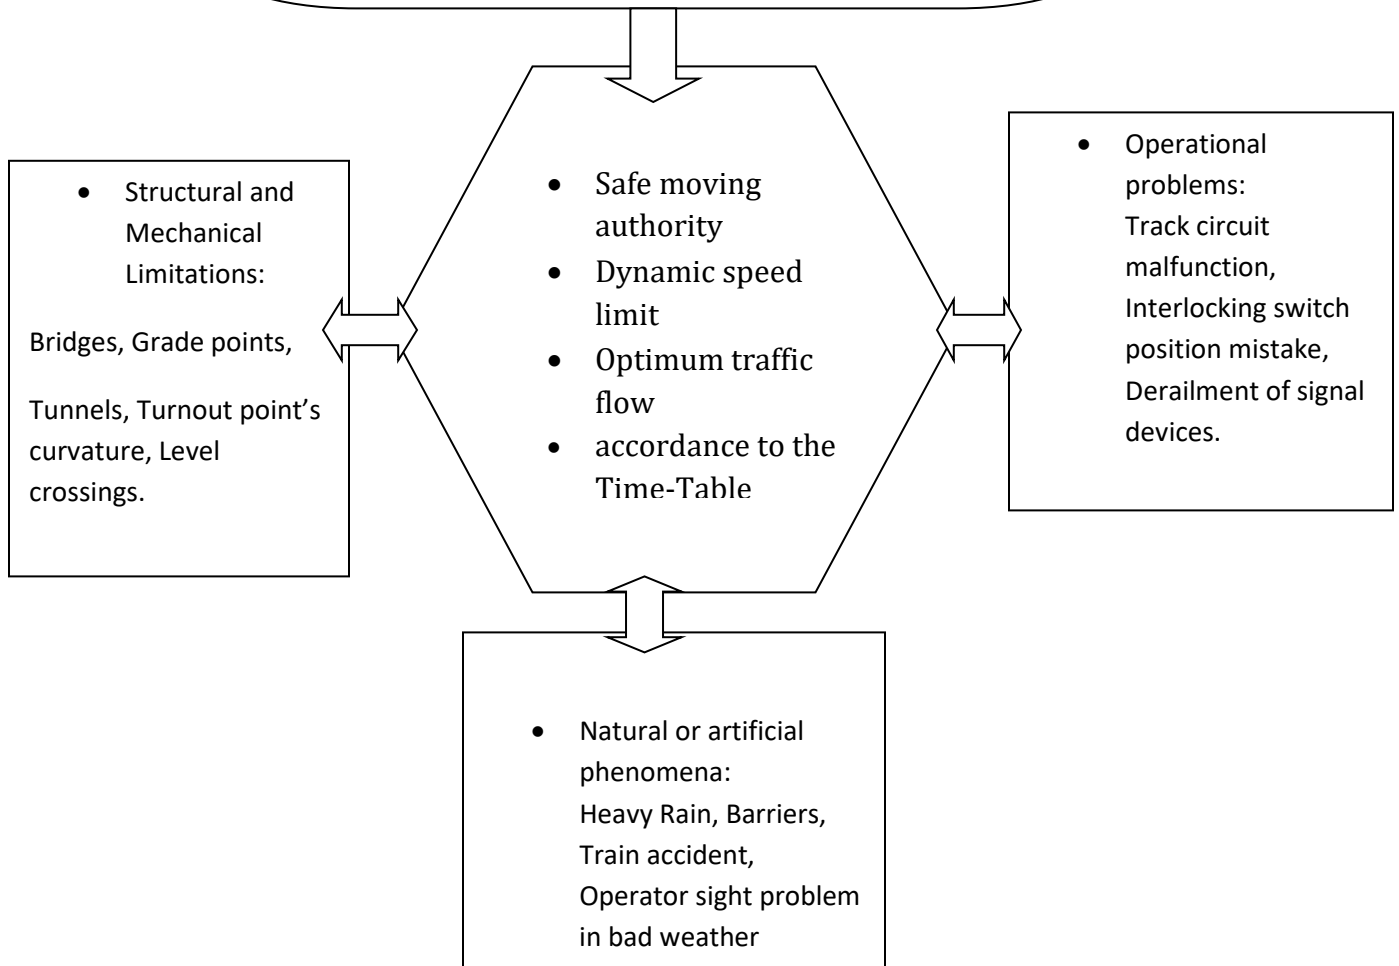 • Structural and
Mechanical
Limitations:
Bridges, Grade points,
Tunnels, Turnout point’s
curvature, Level
crossings.
• Safe moving
authority
• Dynamic speed
limit
• Optimum traffic
flow
• accordance to the
Time-Table
• Operational
problems:
Track circuit
malfunction,
Interlocking switch
position mistake,
Derailment of signal
devices.
• Natural or artificial
phenomena:
Heavy Rain, Barriers,
Train accident,
Operator sight problem
in bad weather